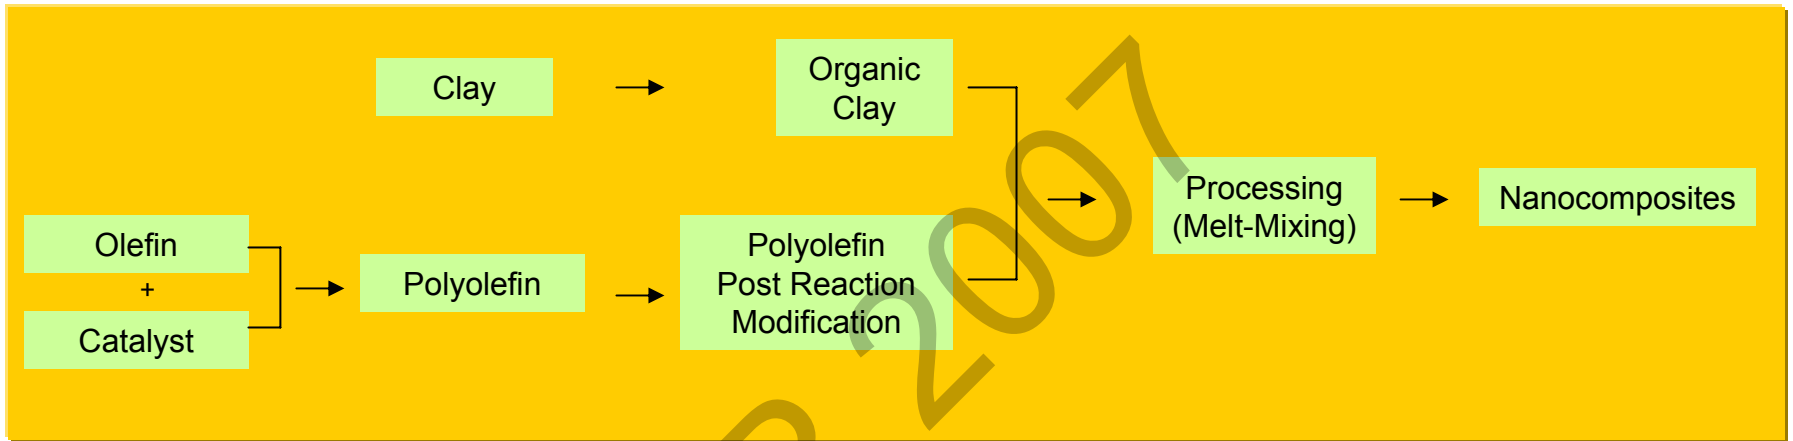 Clay
Organic
Clay
Olefin
+
Catalyst
Polyolefin
Polyolefin
Post Reaction
Modification
Processing
(Melt-Mixing)
Nanocomposites
2007